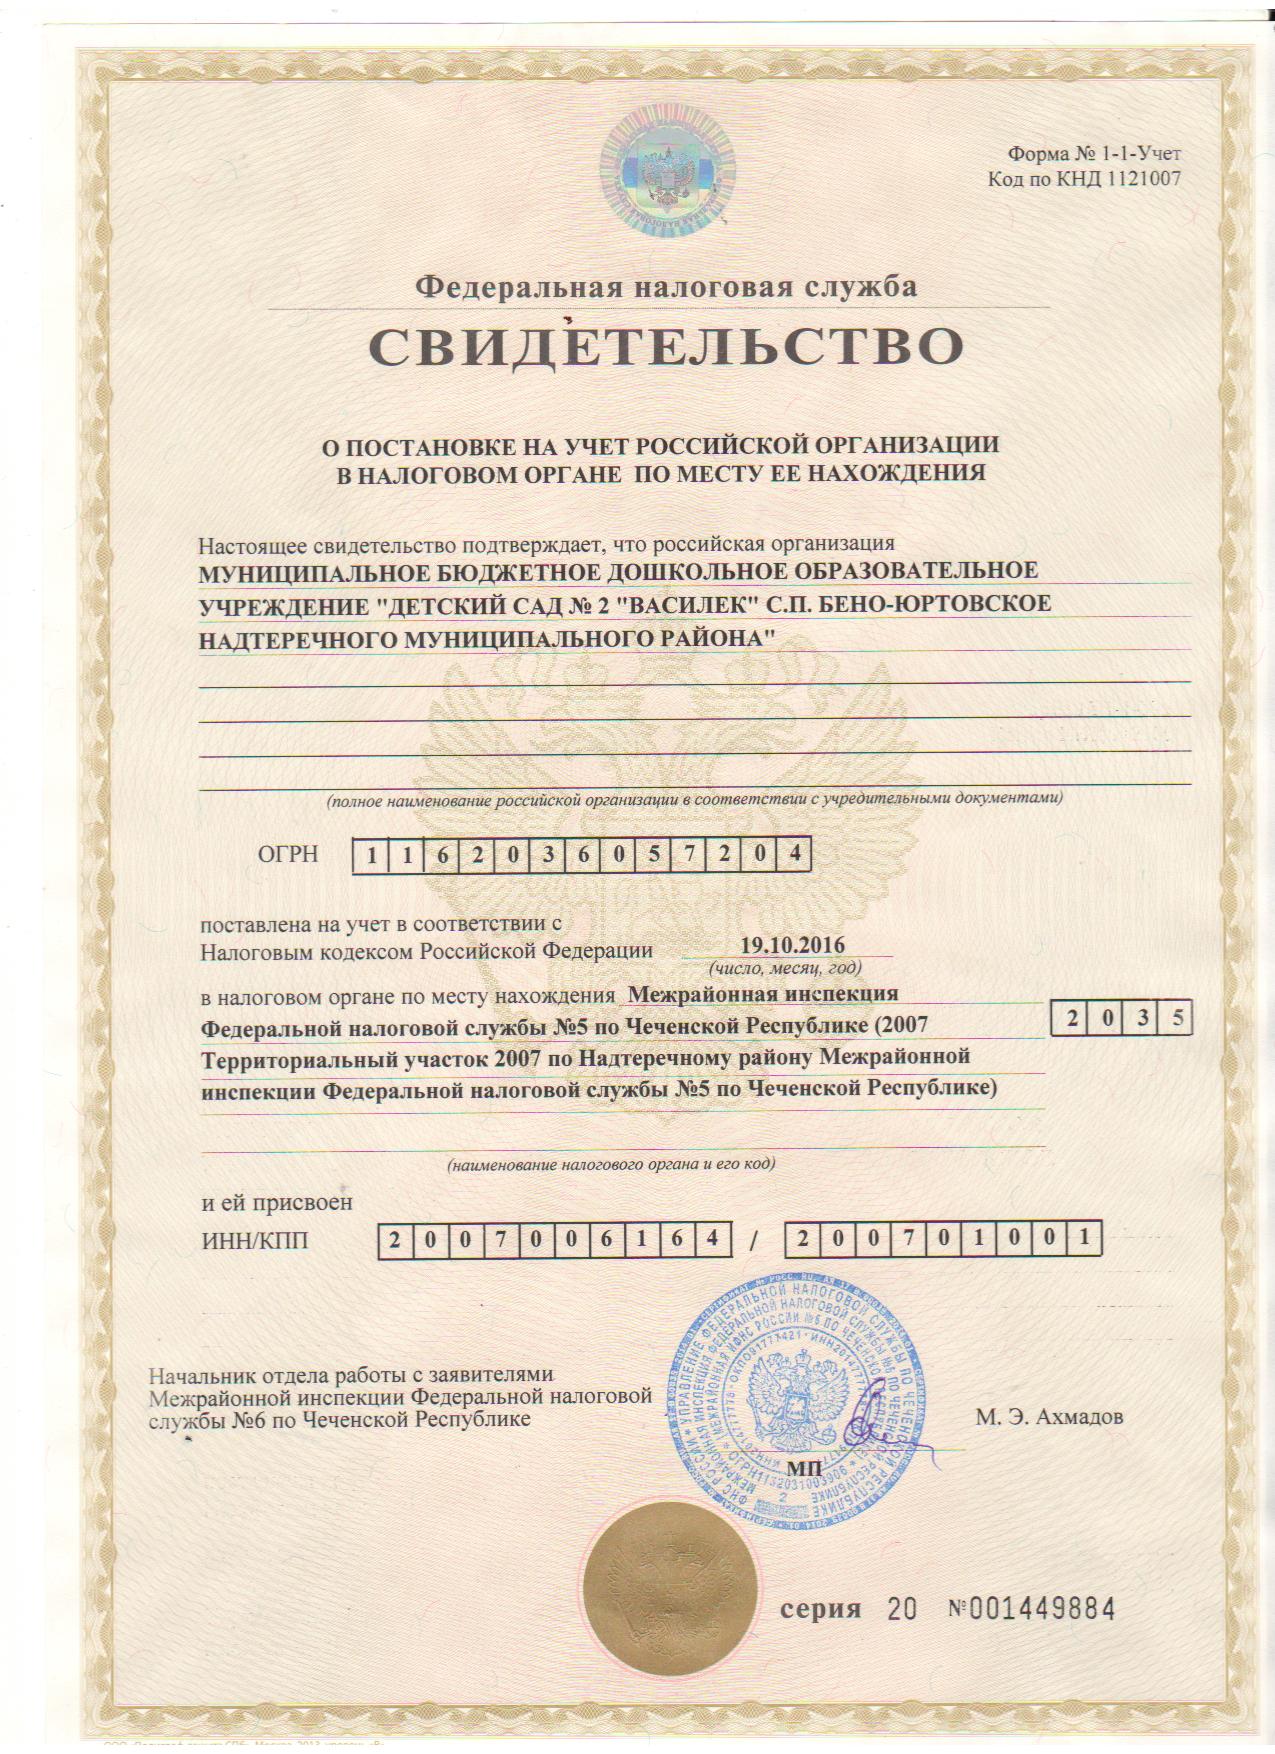 Форма № 1-1-Учет
Код по КНД 1121007
Федеральная налоговая служба
СВИДЕТЕЛЬСТВО
О ПОСТАНОВКЕ НА УЧЕТ РОССИЙСКОЙ ОРГАНИЗАЦИИ
В НАЛОГОВОМ ОРГАНЕ ПО МЕСТУ ЕЕ НАХОЖДЕНИЯ
Настоящее свидетельство подтверждает, что российская организация
МУНИЦИПАЛЬНОЕ БЮДЖЕТНОЕ ДОШКОЛЬНОЕ ОБРАЗОВАТЕЛЬНОЕ
УЧРЕЖДЕНИЕ "ДЕТСКИЙ САД № 2 "ВАСИЛЕК" С.П. БЕНО-ЮРТОВСКОЕ
НАДТЕРЕЧНОГО МУНИЦИПАЛЬНОГО РАЙОНА"
(полное наименование российской организации в соответствии с учредительными документами)
ОГРН 1 1 6 2 0 3 6 0 5 7 2 0 4
поставлена на учет в соответствии с
Налоговым кодексом Российской Федерации 19.10.2016
(число, месяц, год)
в налоговом органе по месту нахождения Межрайонная инспекция
Федеральной налоговой службы №5 по Чеченской Республике (2007 2 0 3 5
Территориальный участок 2007 по Надтеречному району Межрайонной
инспекции Федеральной налоговой службы №5 по Чеченской Республике)
(наименование налогового органа и его код)
и ей присвоен
ИНН/КПП 2 0 0 7 0 0 6 1 6 4 / 2 0 0 7 0 1 0 0 1
Начальник отдела работы с заявителями
Межрайонной инспекции Федеральной налоговой
службы №6 по Чеченской Республике
М. Э. Ахмадов
МП
серия 20 №001449884